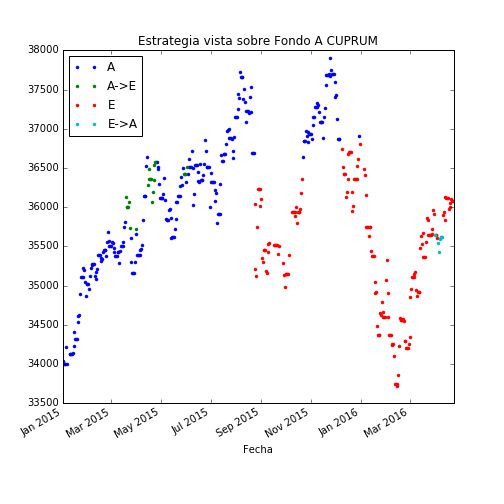 Estrategia vista sobre Fondo A CUPRUM
38000
37500
37000
36500
36000
35500
35000
34500
34000
33500
A
A->E
E
E->A
Jan 2015
Mar 2015
May 2015
Jul 2015
Sep 2015
Nov 2015
Jan 2016
Mar 2016
Fecha